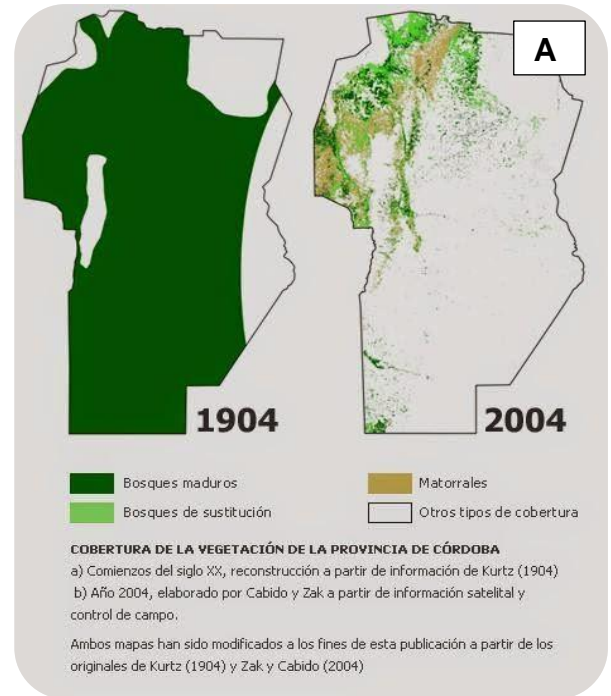 A
1904
2004
Bosques maduros
Matorrales
Bosques de sustitución
Otros tipos de cobertura
COBERTURA DE LA VEGETACIÓN DE LA PROVINCIA DE CÓRDOBA
a) Comienzos del siglo XX, reconstrucción a partir de información de Kurtz (1904)
b) Año 2004, elaborado por Cabido y Zak a partir de información satelital y
control de campo.
Ambos mapas han sido modificados a los fines de esta publicación a partir de los
originales de Kurtz (1904) y Zak y Cabido (2004)